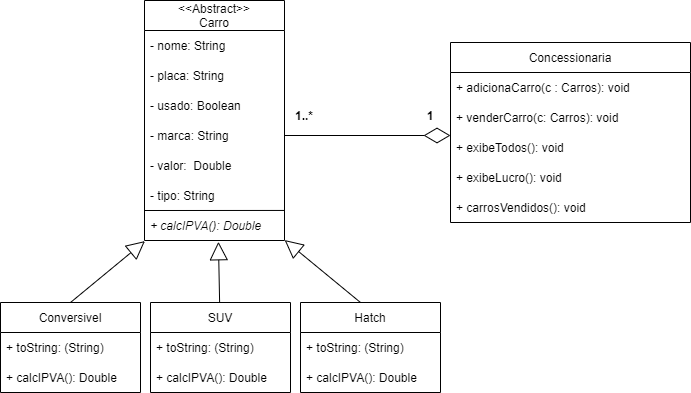 <<Abstract>>
Carro
- nome: String
- placa: String
- usado: Boolean
- marca: String
- valor:  Double
- tipo: String
+ calcIPVA(): Double
1..*
1
Concessionaria
+ adicionaCarro(c : Carros): void
+ venderCarro(c: Carros): void
+ exibeTodos(): void
+ exibeLucro(): void
+ carrosVendidos(): void
Conversivel
+ toString: (String)
+ calcIPVA(): Double
SUV
+ toString: (String)
+ calcIPVA(): Double
Hatch
+ toString: (String)
+ calcIPVA(): Double